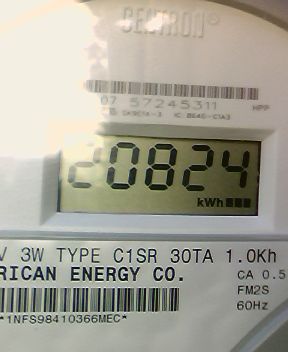 CENTRON®
07 57245311 HPP
20824
kWh
V 3W TYPE C1SR 30TA 1.0Kh
RICAN ENERGY CO.
CA 0.5
FM2S
60Hz
*1NFS98410366MEC*